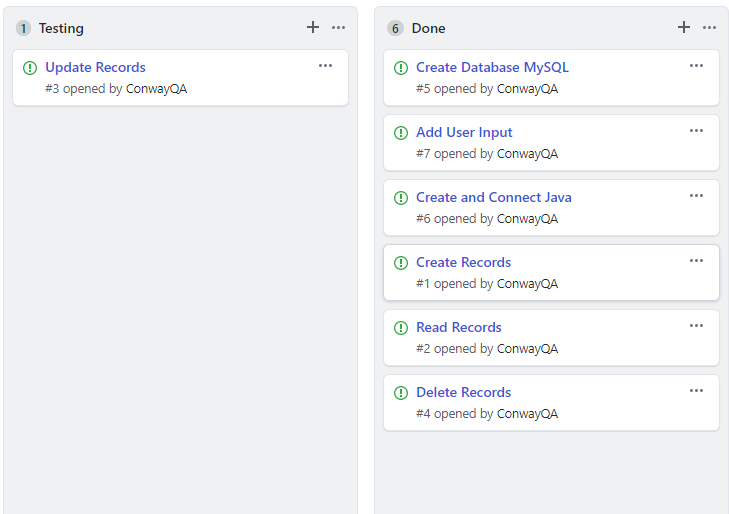 1 Testing
Update Records
#3 opened by ConwayQA
6 Done
Create Database MySQL
#5 opened by ConwayQA
Add User Input
#7 opened by ConwayQA
Create and Connect Java
#6 opened by ConwayQA
Create Records
#1 opened by ConwayQA
Read Records
#2 opened by ConwayQA
Delete Records
#4 opened by ConwayQA